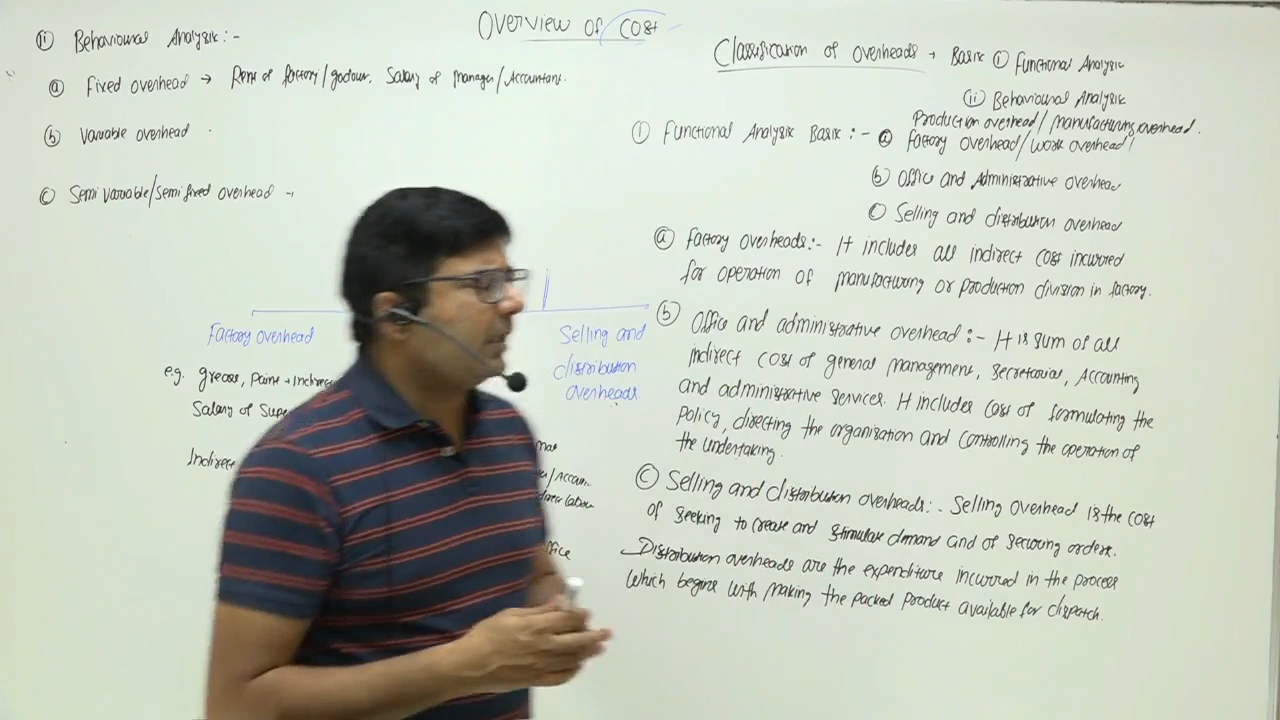 Overview of Cost
(ii) Behavioural Analysis :-
(a) Fixed overhead → Rent of factory/godown, Salary of manager/Accountant.
(b) Variable overhead
(c) Semi variable/Semi fixed overhead →
Factory overhead
e.g. grease, Paint → Indirect
Salary of Supe
Indirect
Selling and
distribution
overheads.
ffice
Classification of overheads → Basis (i) Functional Analysis
(ii) Behavioural Analysis
(1) Functional Analysis Basis :- Production overhead/manufacturing overhead.
(a) Factory overhead/work overhead/
(b) Office and Administrative overhead
(c) Selling and distribution overhead
(a) Factory overheads :- It includes all indirect cost incurred
for operation of manufacturing or production division in factory.
(b) Office and administrative overhead :- It is sum of all
indirect cost of general management, secretarial, Accounting
and administrative services. It includes cost of formulating the
policy, directing the organisation and controlling the operation of
the undertaking.
(c) Selling and distribution overheads :- Selling overhead is the cost
of seeking to create and stimulate demand and of securing orders.
Distribution overheads are the expenditure incurred in the process
which begins with making the packed product available for dispatch.